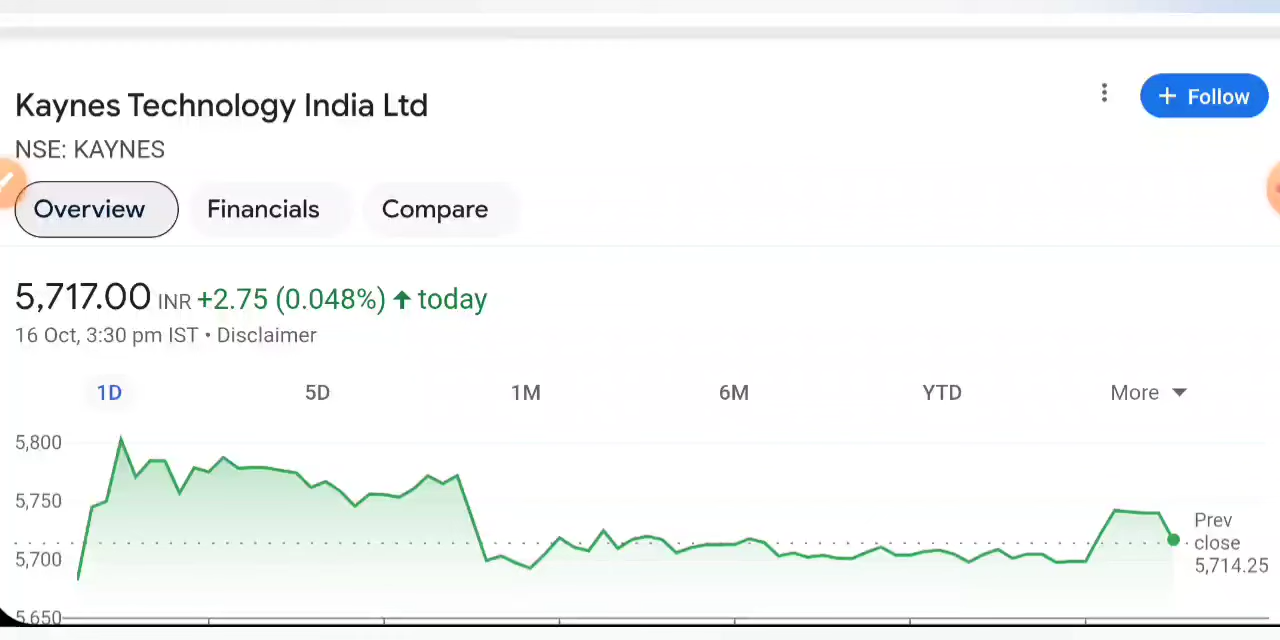 Kaynes Technology India Ltd
+ Follow
NSE: KAYNES
Overview Financials Compare
5,717.00 INR +2.75 (0.048%) ↑ today
16 Oct, 3:30 pm IST • Disclaimer
1D 5D 1M 6M YTD More
5,800
5,750
5,700
5,650
Prev
close
5,714.25